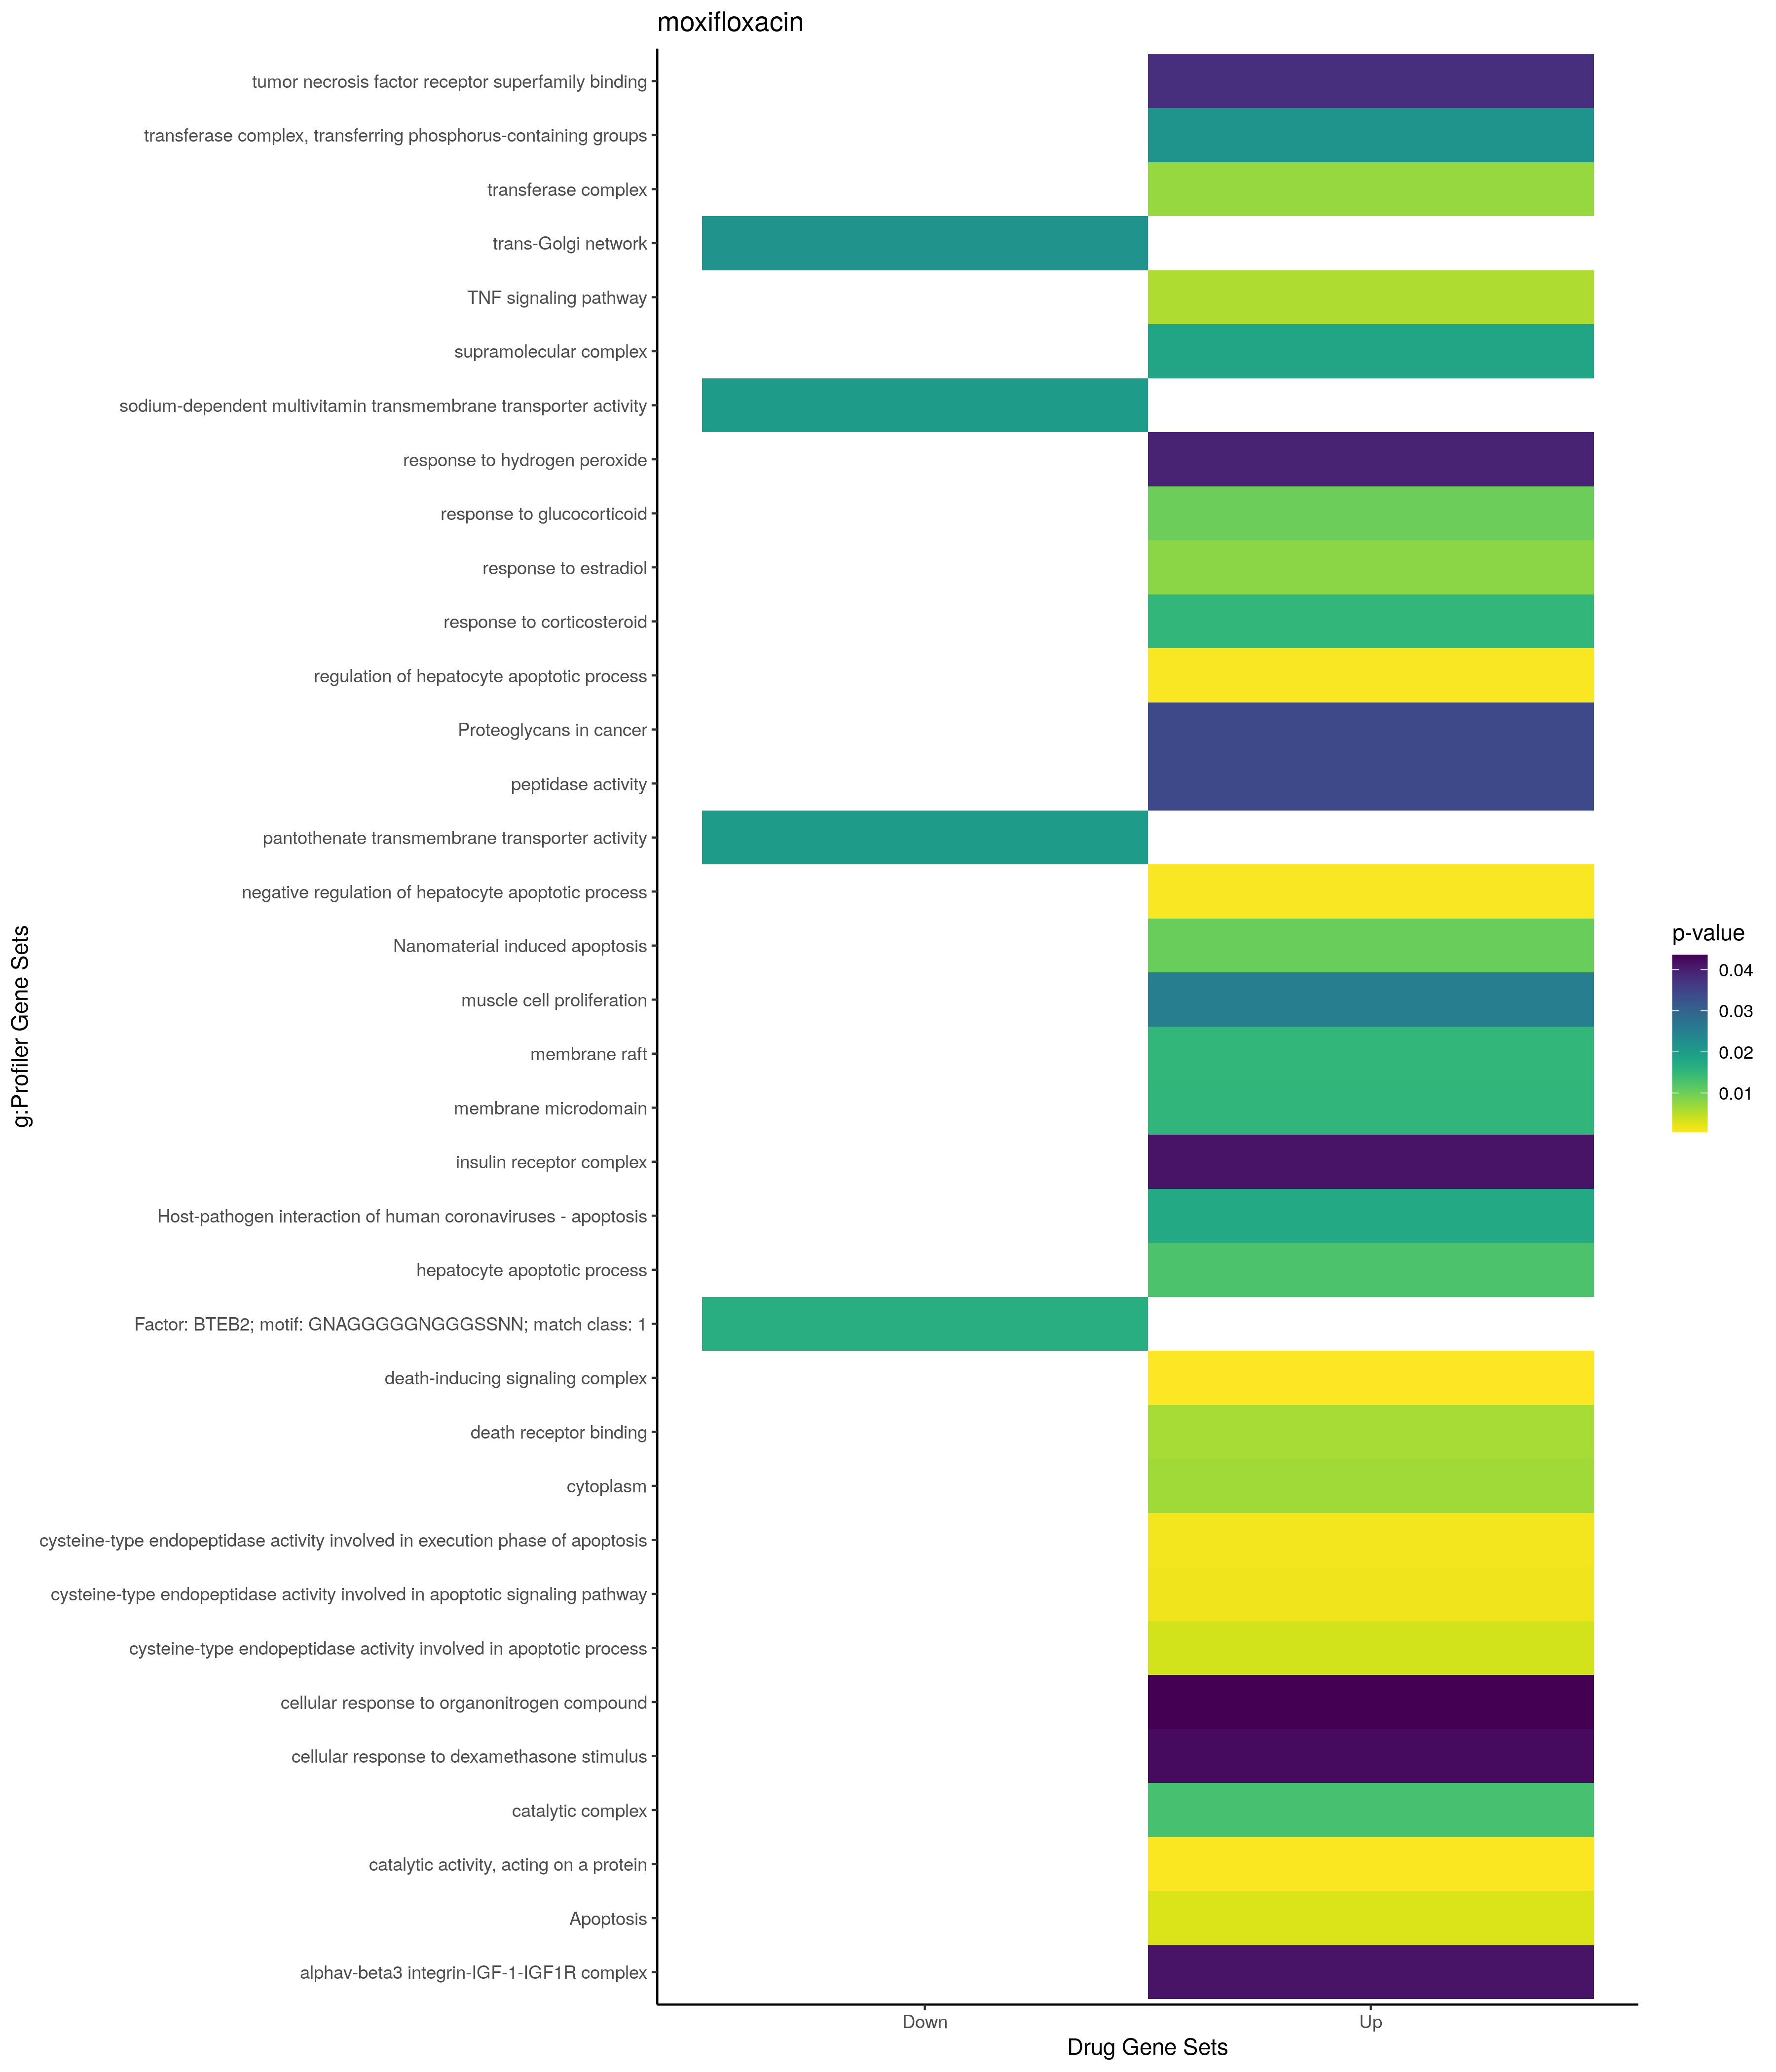 moxifloxacin
tumor necrosis factor receptor superfamily binding
transferase complex, transferring phosphorus-containing groups
transferase complex
trans-Golgi network
TNF signaling pathway
supramolecular complex
sodium-dependent multivitamin transmembrane transporter activity
response to hydrogen peroxide
response to glucocorticoid
response to estradiol
response to corticosteroid
regulation of hepatocyte apoptotic process
Proteoglycans in cancer
peptidase activity
pantothenate transmembrane transporter activity
negative regulation of hepatocyte apoptotic process
Nanomaterial induced apoptosis
muscle cell proliferation
membrane raft
membrane microdomain
insulin receptor complex
Host-pathogen interaction of human coronaviruses - apoptosis
hepatocyte apoptotic process
Factor: BTEB2; motif: GNAGGGGGNGGGSSNN; match class: 1
death-inducing signaling complex
death receptor binding
cytoplasm
cysteine-type endopeptidase activity involved in execution phase of apoptosis
cysteine-type endopeptidase activity involved in apoptotic signaling pathway
cysteine-type endopeptidase activity involved in apoptotic process
cellular response to organonitrogen compound
cellular response to dexamethasone stimulus
catalytic complex
catalytic activity, acting on a protein
Apoptosis
alphav-beta3 integrin-IGF-1-IGF1R complex
g:Profiler Gene Sets
Down
Up
Drug Gene Sets
p-value
0.04
0.03
0.02
0.01